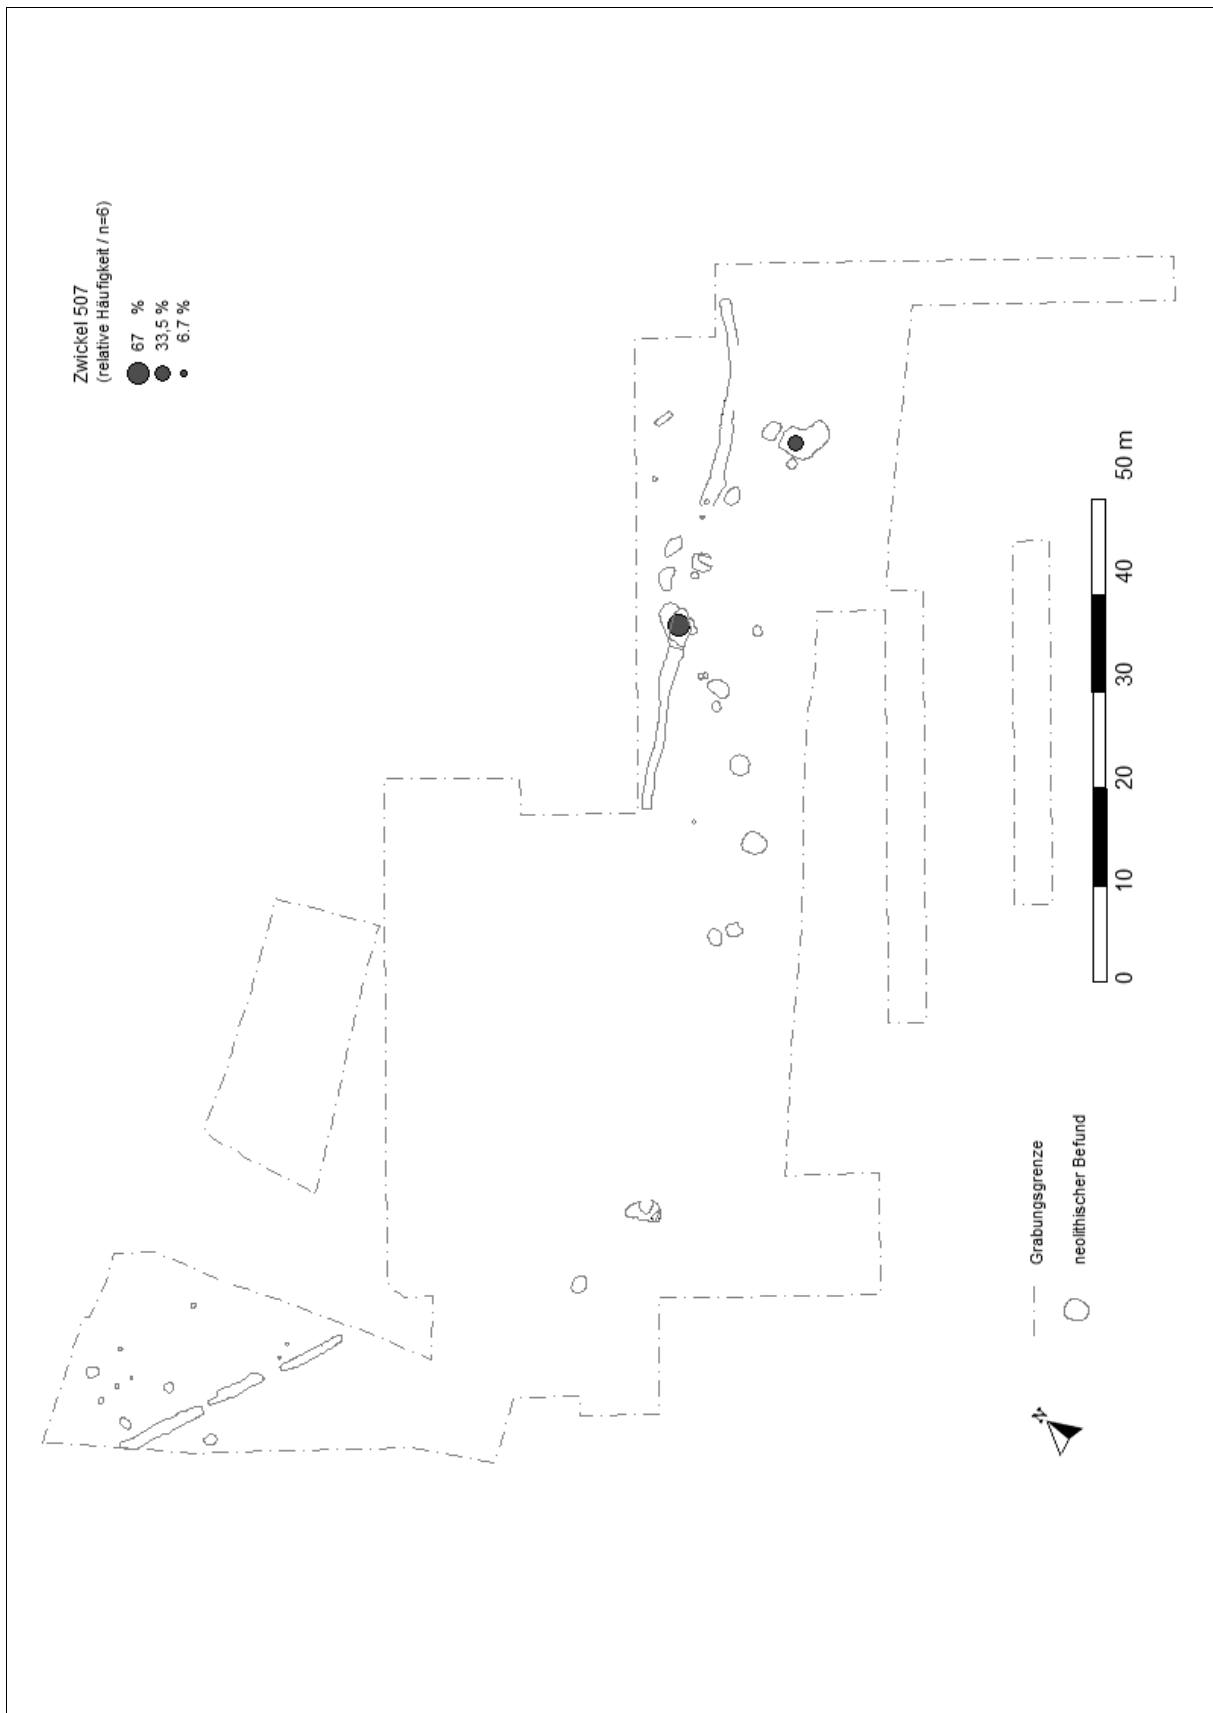 Zwickel 507
(relative Häufigkeit / n=6)
67 %
33,5 %
6.7 %
0 10 20 30 40 50 m
Grabungsgrenze
neolithischer Befund
N